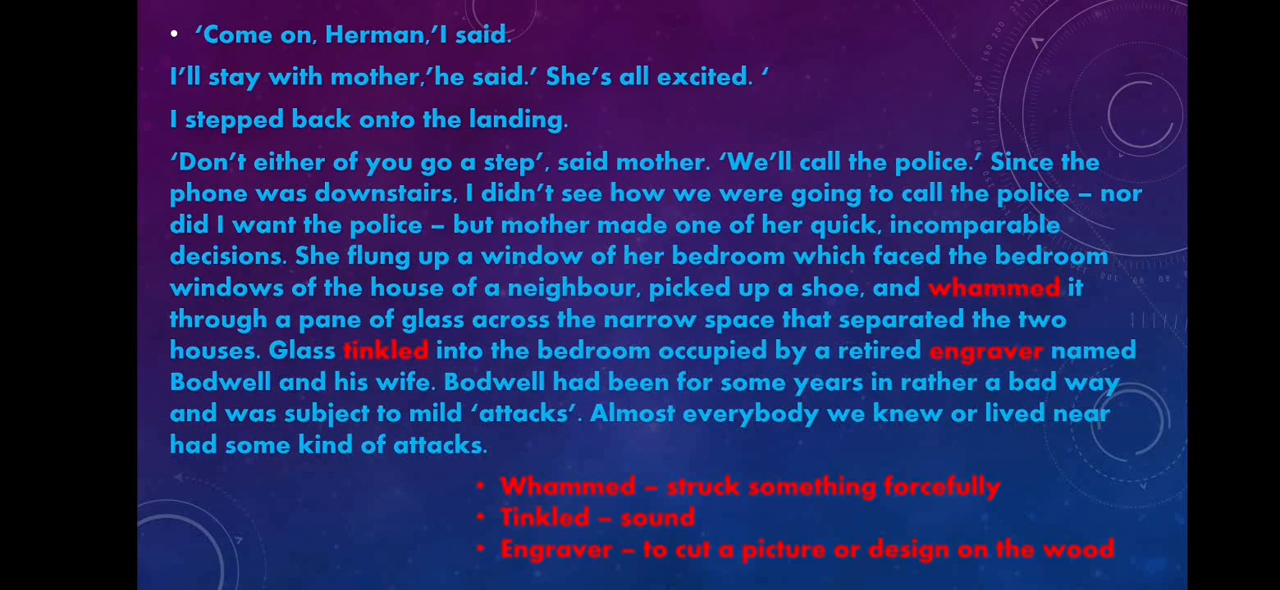 • ‘Come on, Herman,’I said.
I’ll stay with mother,’he said.’ She’s all excited. ‘
I stepped back onto the landing.
‘Don’t either of you go a step’, said mother. ‘We’ll call the police.’ Since the
phone was downstairs, I didn’t see how we were going to call the police – nor
did I want the police – but mother made one of her quick, incomparable
decisions. She flung up a window of her bedroom which faced the bedroom
windows of the house of a neighbour, picked up a shoe, and whammed it
through a pane of glass across the narrow space that separated the two
houses. Glass tinkled into the bedroom occupied by a retired engraver named
Bodwell and his wife. Bodwell had been for some years in rather a bad way
and was subject to mild ‘attacks’. Almost everybody we knew or lived near
had some kind of attacks.
• Whammed – struck something forcefully
• Tinkled – sound
• Engraver – to cut a picture or design on the wood